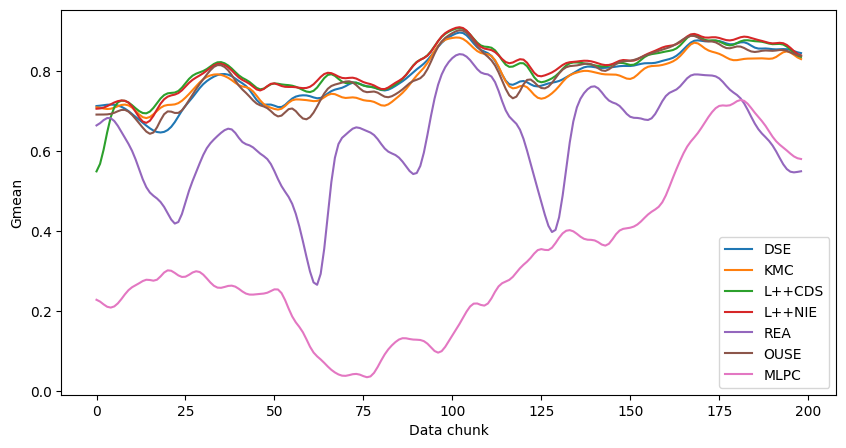 Gmean
0.8
0.6
0.4
0.2
0.0
0 25 50 75 100 125 150 175 200
Data chunk
DSE
KMC
L++CDS
L++NIE
REA
OUSE
MLPC